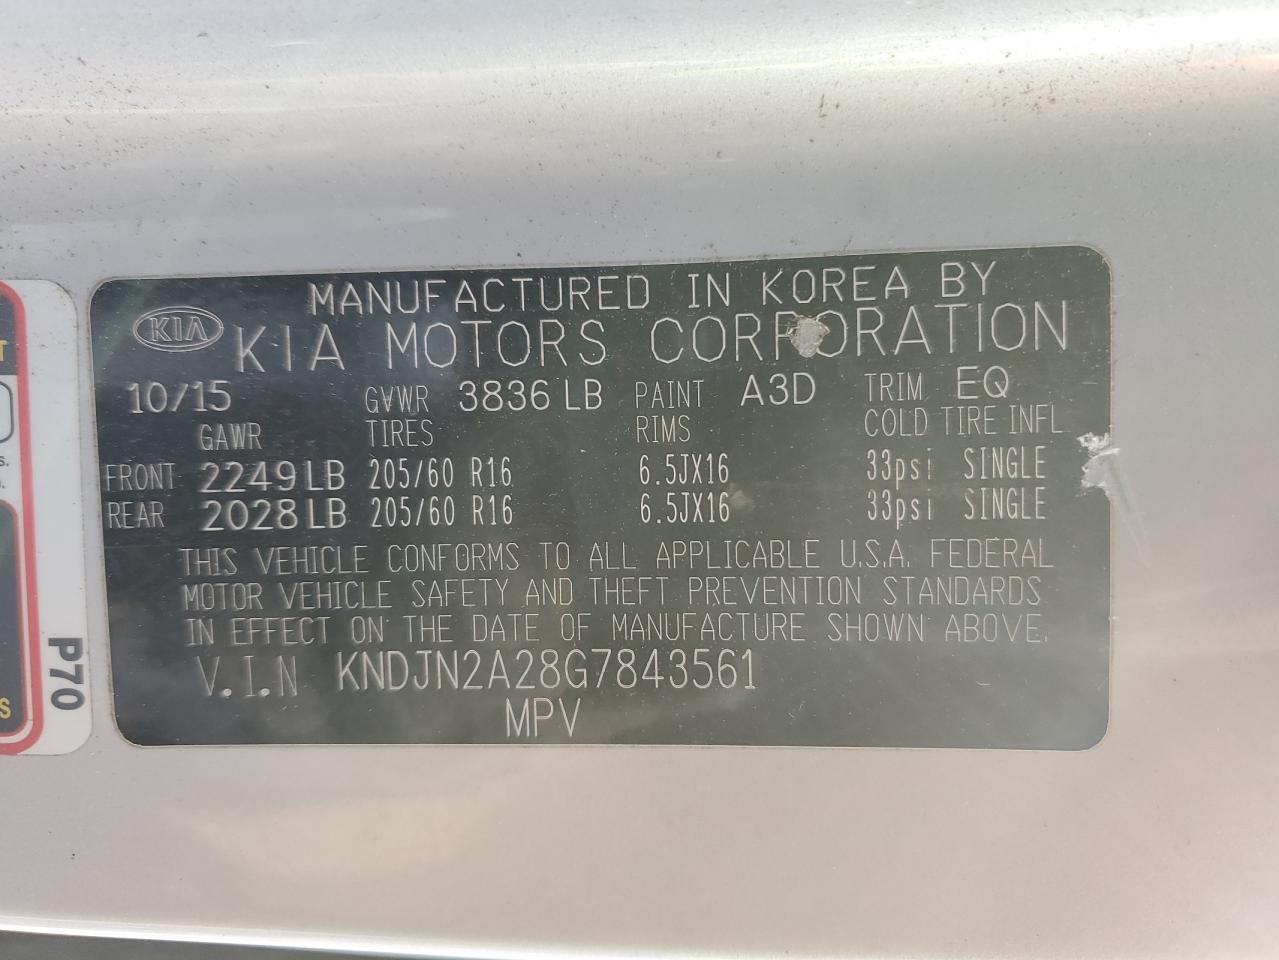 MANUFACTURED IN KOREA BY
KIA KIA MOTORS CORPORATION
10/15 GVWR 3836 LB PAINT A3D TRIM EQ
GAWR TIRES RIMS COLD TIRE INFL
FRONT 2249 LB 205/60 R16 6.5JX16 33psi SINGLE
REAR 2028 LB 205/60 R16 6.5JX16 33psi SINGLE
THIS VEHICLE CONFORMS TO ALL APPLICABLE U.S.A. FEDERAL
MOTOR VEHICLE SAFETY AND THEFT PREVENTION STANDARDS
IN EFFECT ON THE DATE OF MANUFACTURE SHOWN ABOVE.
V.I.N KNDJN2A28G7843561
MPV
P70